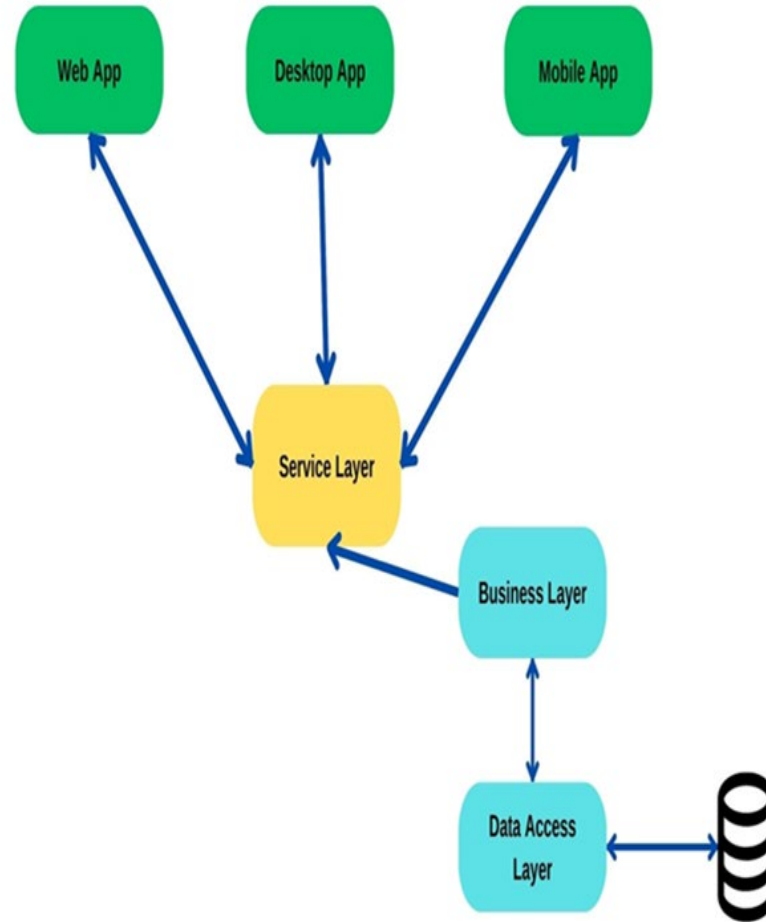 Web App
Desktop App
Mobile App
Service Layer
Business Layer
Data Access
Layer